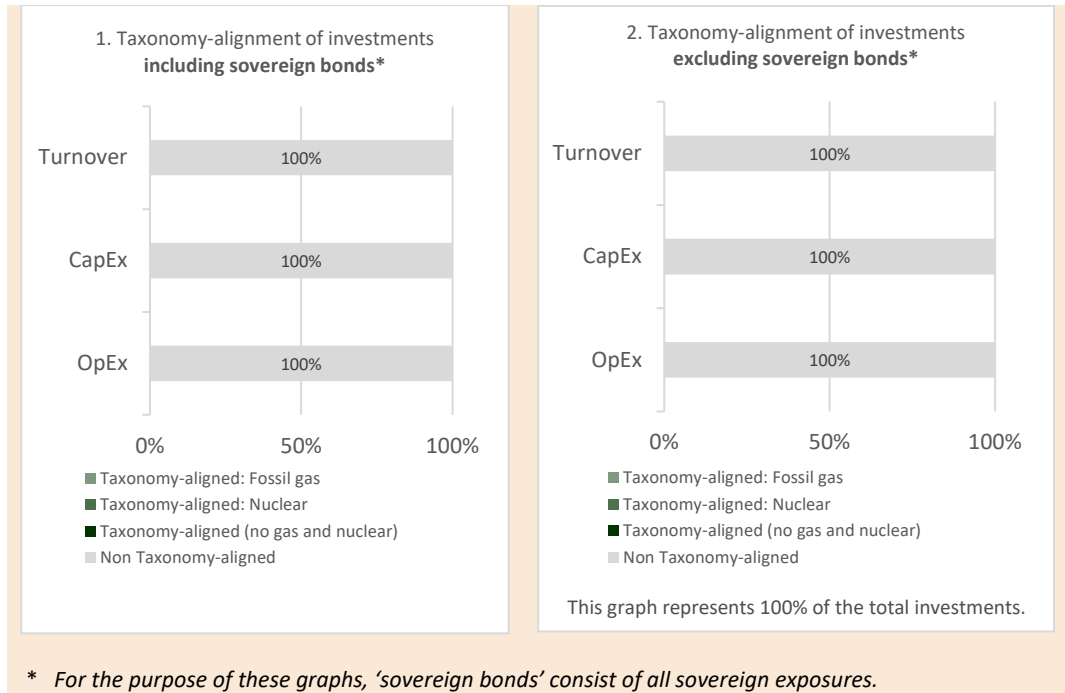 1. Taxonomy-alignment of investments
including sovereign bonds*
Turnover
100%
CapEx
100%
OpEx
100%
0%
50%
100%
Taxonomy-aligned: Fossil gas
Taxonomy-aligned: Nuclear
Taxonomy-aligned (no gas and nuclear)
Non Taxonomy-aligned
2. Taxonomy-alignment of investments
excluding sovereign bonds*
Turnover
100%
CapEx
100%
OpEx
100%
0%
50%
100%
Taxonomy-aligned: Fossil gas
Taxonomy-aligned: Nuclear
Taxonomy-aligned (no gas and nuclear)
Non Taxonomy-aligned
This graph represents 100% of the total investments.
* For the purpose of these graphs, ‘sovereign bonds’ consist of all sovereign exposures.